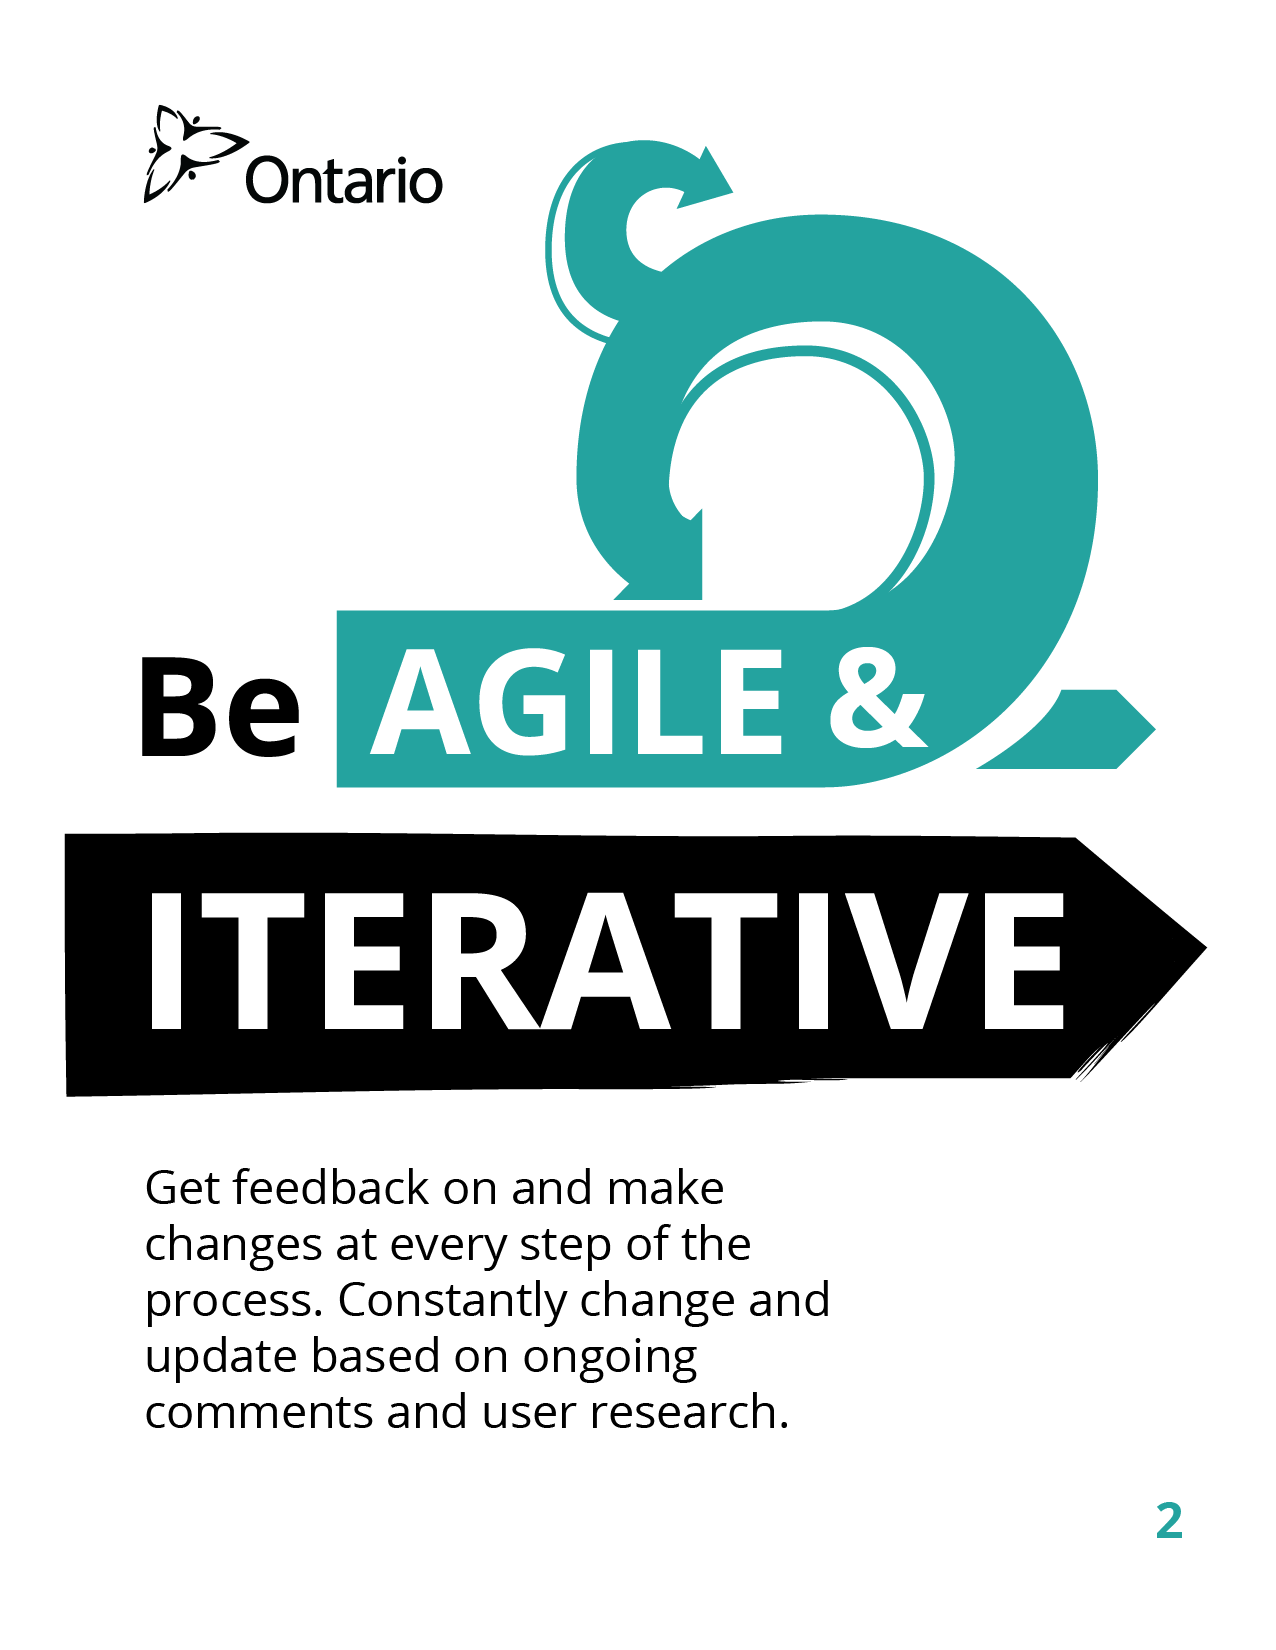 Ontario
Be AGILE &
ITERATIVE
Get feedback on and make
changes at every step of the
process. Constantly change and
update based on ongoing
comments and user research.
2